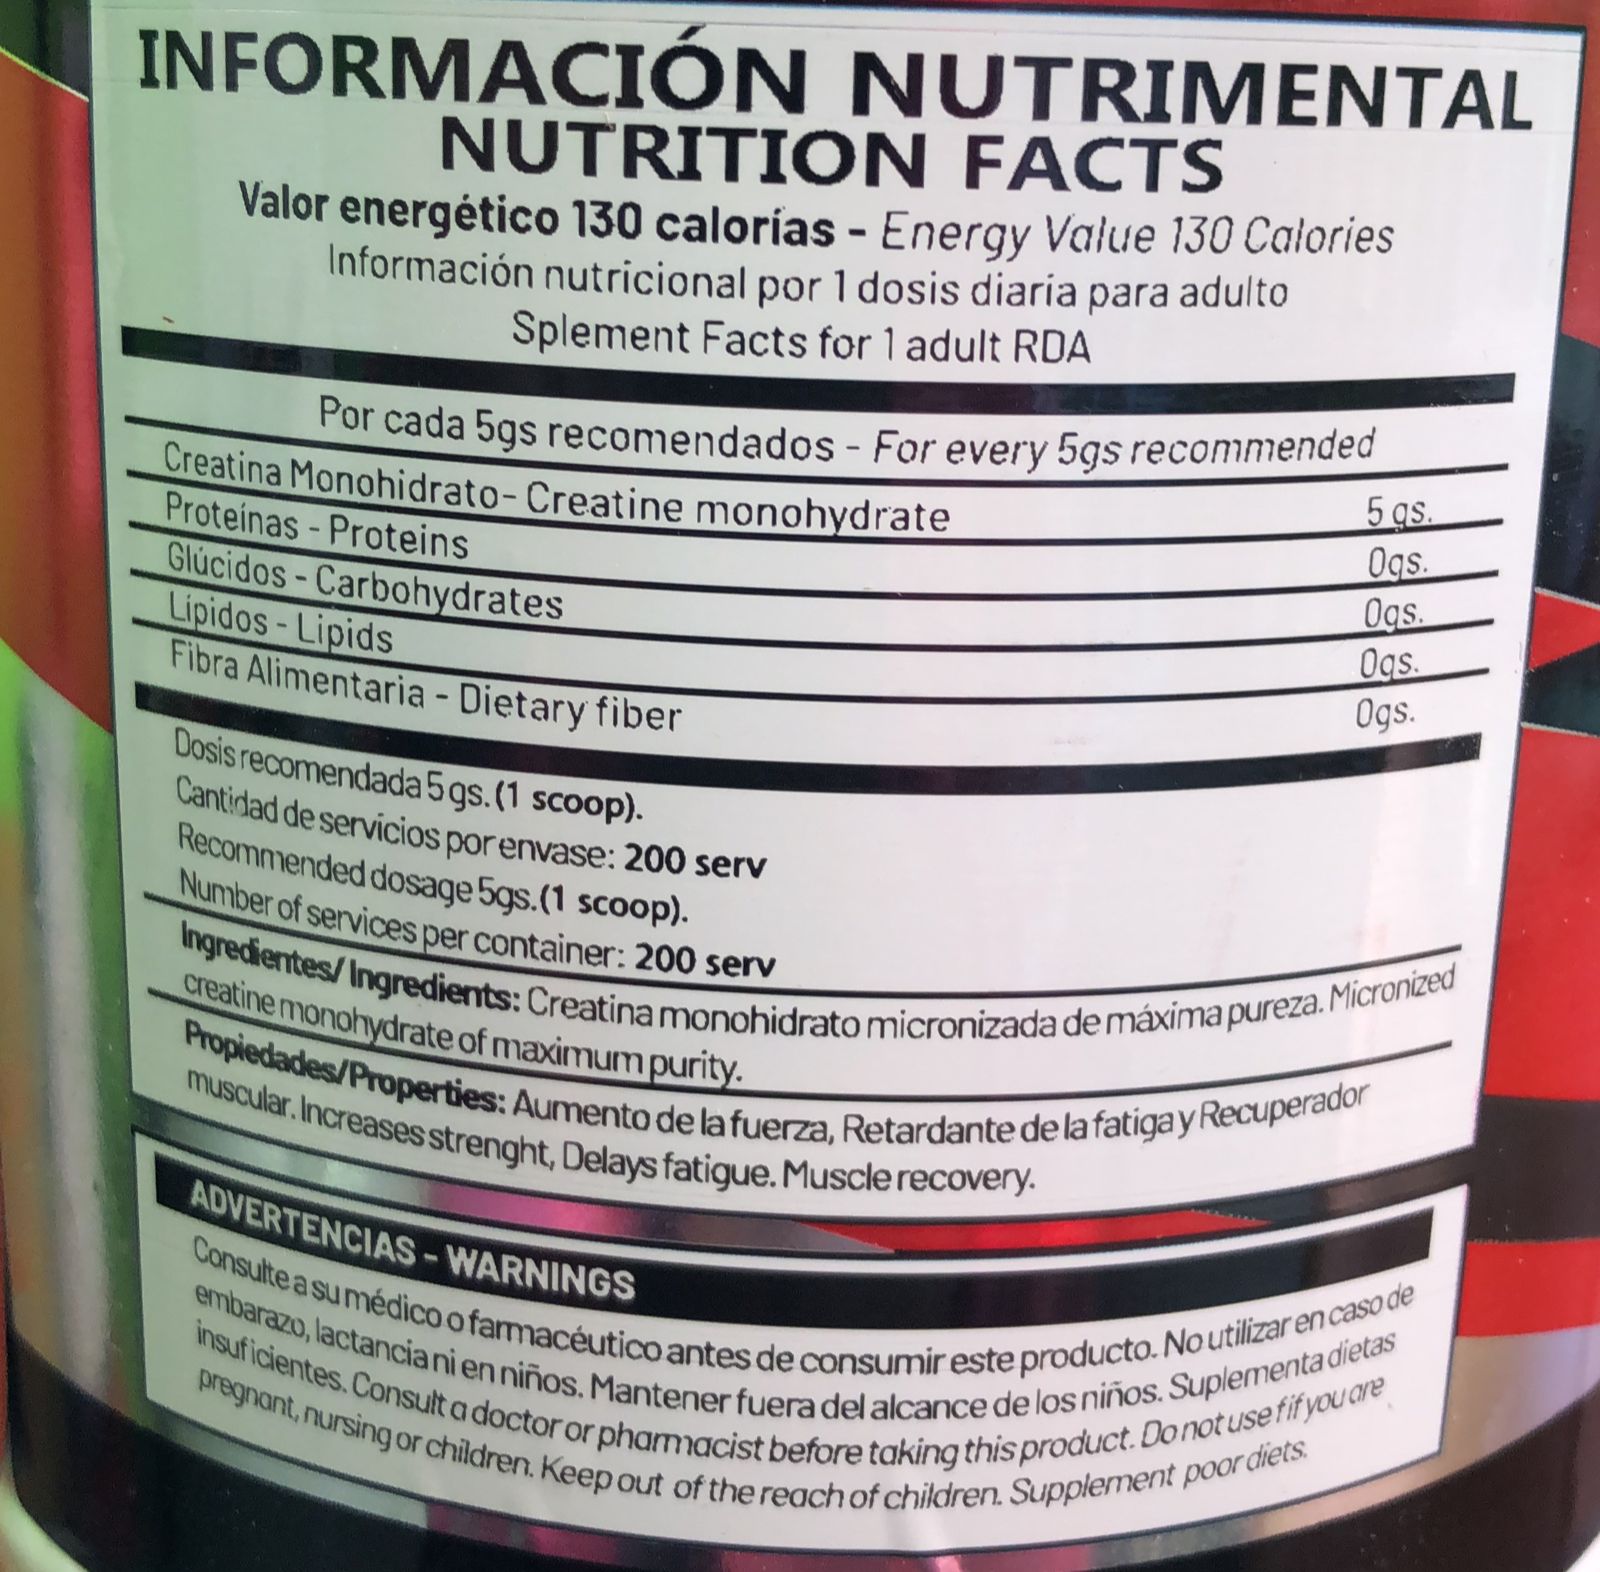 INFORMACIÓN NUTRIMENTAL
NUTRITION FACTS
Valor energético 130 calorías - Energy Value 130 Calories
Información nutricional por 1 dosis diaria para adulto
Splement Facts for 1 adult RDA
Por cada 5gs recomendados - For every 5gs recommended
Creatina Monohidrato- Creatine monohydrate 5 gs.
Proteínas - Proteins 0gs.
Glúcidos - Carbohydrates 0gs.
Lípidos - Lipids 0gs.
Fibra Alimentaria - Dietary fiber 0gs.
Dosis recomendada 5 gs. (1 scoop).
Cantidad de servicios por envase: 200 serv
Recommended dosage 5gs. (1 scoop).
Number of services per container: 200 serv
Ingredientes/ Ingredients: Creatina monohidrato micronizada de máxima pureza. Micronized
creatine monohydrate of maximum purity.
Propiedades/Properties: Aumento de la fuerza, Retardante de la fatiga y Recuperador
muscular. Increases strenght, Delays fatigue. Muscle recovery.
ADVERTENCIAS - WARNINGS
Consulte a su médico o farmacéutico antes de consumir este producto. No utilizar en caso de
embarazo, lactancia ni en niños. Mantener fuera del alcance de los niños. Suplementa dietas
insuficientes. Consult a doctor or pharmacist before taking this product. Do not use fif you are
pregnant, nursing or children. Keep out of the reach of children. Supplement poor diets.